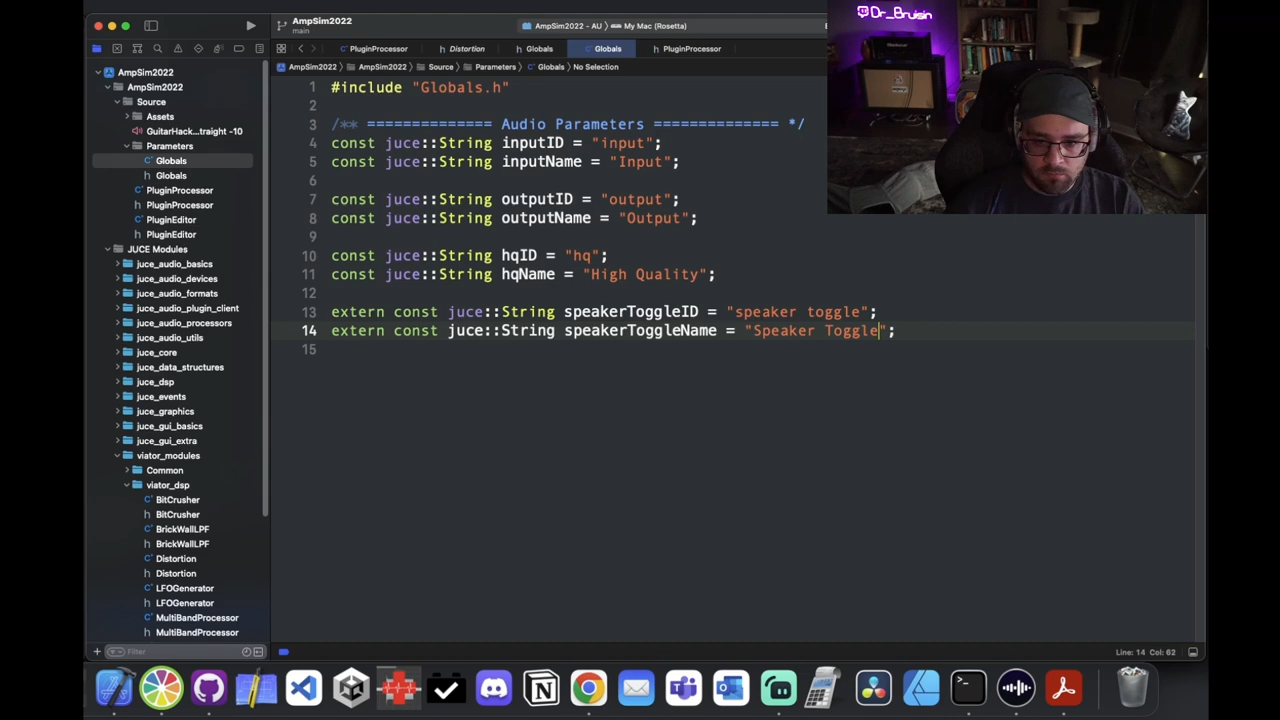 AmpSim2022
main
AmpSim2022 - AU
My Mac (Rosetta)
PluginProcessor
Distortion
Globals
Globals
PluginProcessor
AmpSim2022
AmpSim2022
Source
Parameters
Globals
No Selection
AmpSim2022
AmpSim2022
Source
Assets
GuitarHack...traight -10
Parameters
Globals
Globals
PluginProcessor
PluginProcessor
PluginEditor
PluginEditor
JUCE Modules
juce_audio_basics
juce_audio_devices
juce_audio_formats
juce_audio_plugin_client
juce_audio_processors
juce_audio_utils
juce_core
juce_data_structures
juce_dsp
juce_events
juce_graphics
juce_gui_basics
juce_gui_extra
viator_modules
Common
viator_dsp
BitCrusher
BitCrusher
BrickWallLPF
BrickWallLPF
Distortion
Distortion
LFOGenerator
LFOGenerator
MultiBandProcessor
MultiBandProcessor
Filter
1 #include "Globals.h"
2
3 /** ============== Audio Parameters ============== */
4 const juce::String inputID = "input";
5 const juce::String inputName = "Input";
6
7 const juce::String outputID = "output";
8 const juce::String outputName = "Output";
9
10 const juce::String hqID = "hq";
11 const juce::String hqName = "High Quality";
12
13 extern const juce::String speakerToggleID = "speaker toggle";
14 extern const juce::String speakerToggleName = "Speaker Toggle";
15
Line: 14 Col: 62
@Dr_Bruisin